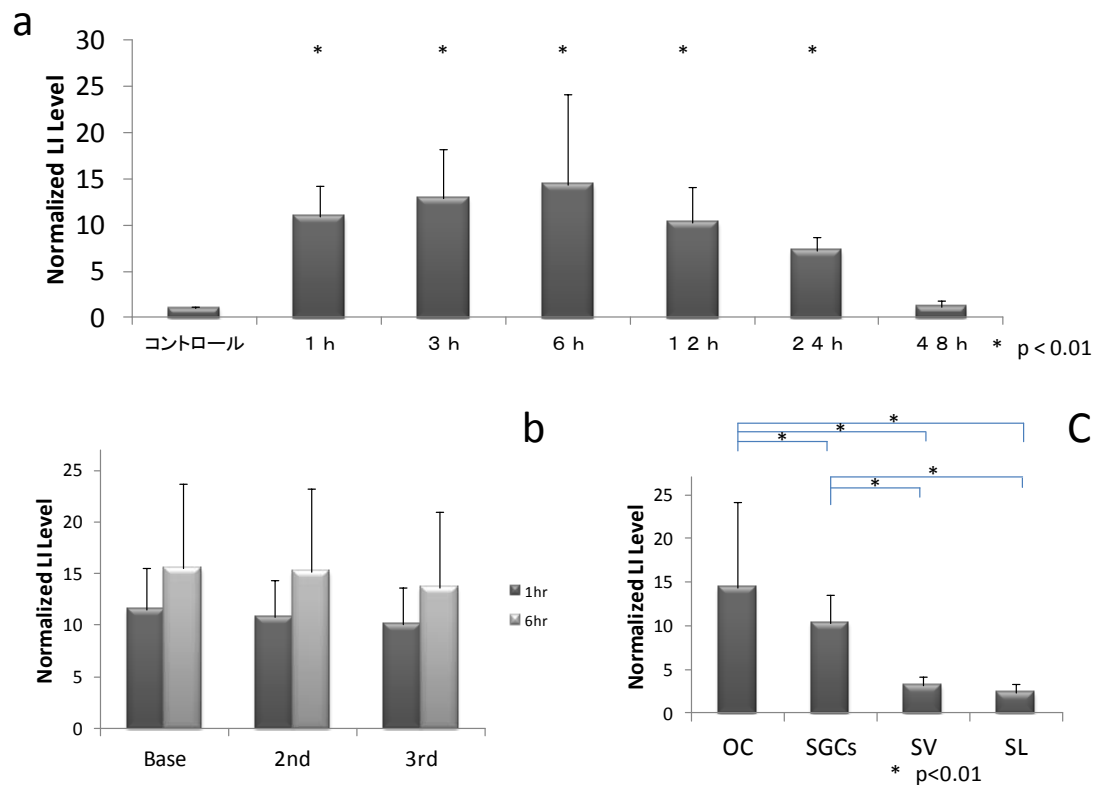 a
Normalized LI Level
30
25
20
15
10
5
0
* * * * *
コントロール 1 h 3 h 6 h 1 2 h 2 4 h 4 8 h * p < 0.01
b
Normalized LI Level
25
20
15
10
5
0
Base 2nd 3rd
1hr
6hr
C
* * *
* *
Normalized LI Level
25
20
15
10
5
0
OC SGCs SV SL
* p<0.01